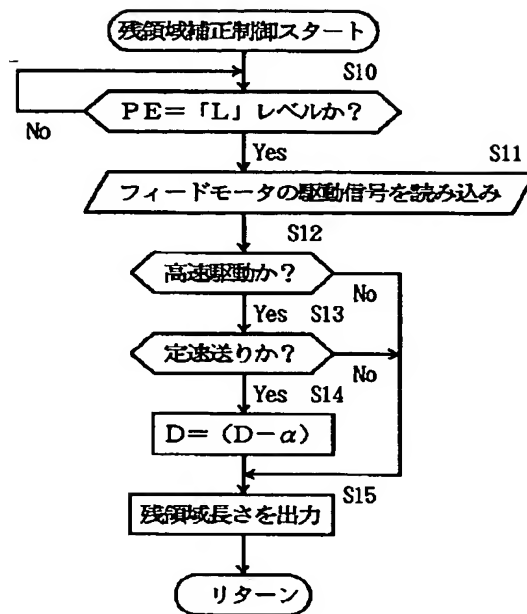 残領域補正制御スタート
S10
PE=「L」レベルか?
No
Yes
S11
フィードモータの駆動信号を読み込み
S12
高速駆動か?
No
Yes S13
定速送りか?
No
Yes S14
D=(D-α)
S15
残領域長さを出力
リターン